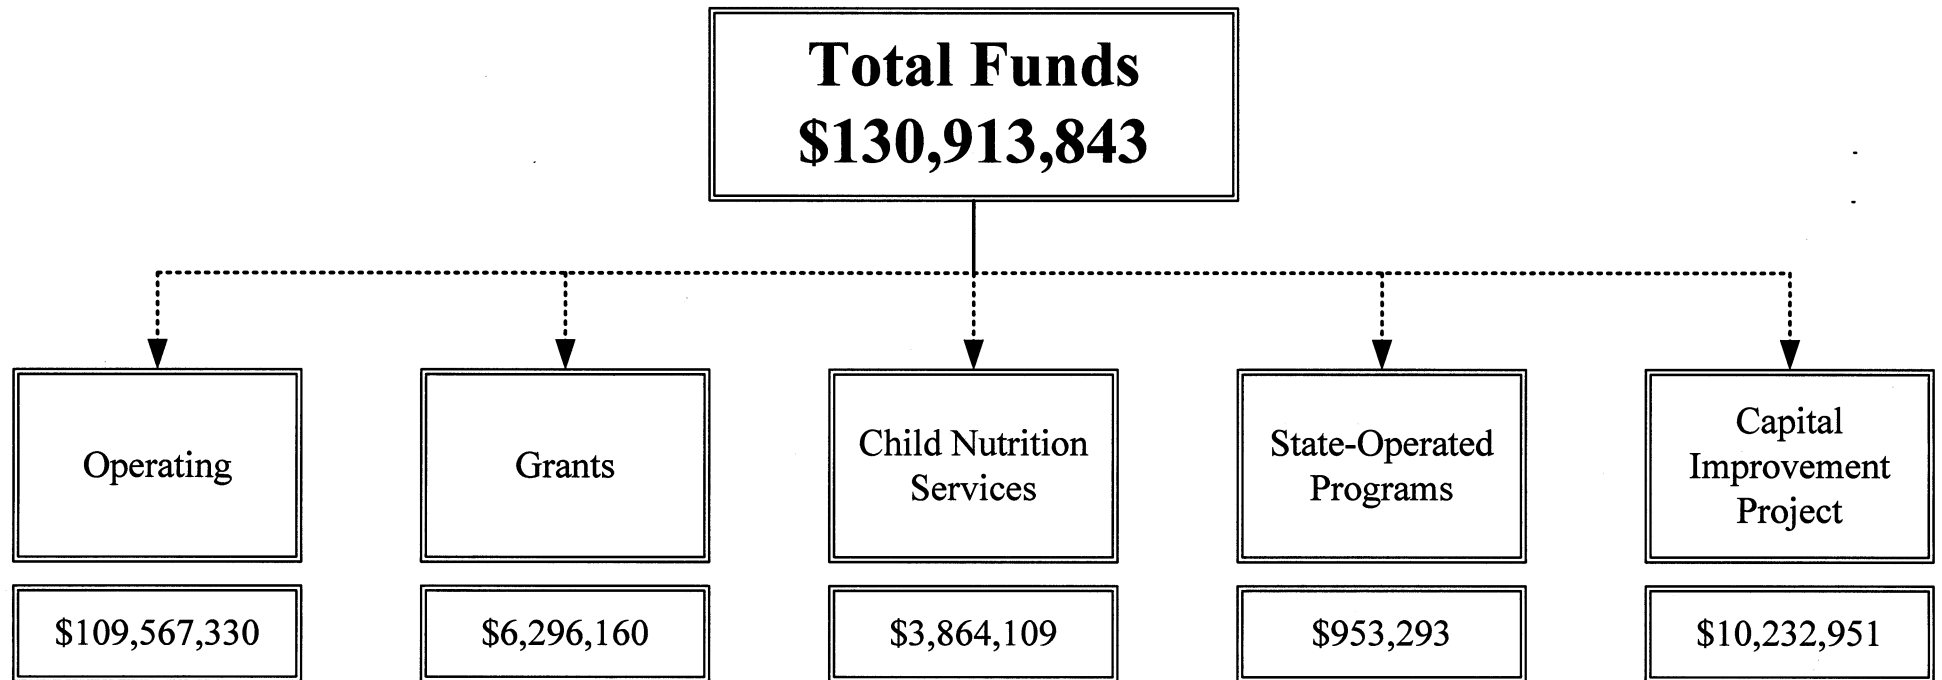 Total Funds
$130,913,843
Operating
Grants
Child Nutrition
Services
State-Operated
Programs
Capital
Improvement
Project
$109,567,330
$6,296,160
$3,864,109
$953,293
$10,232,951